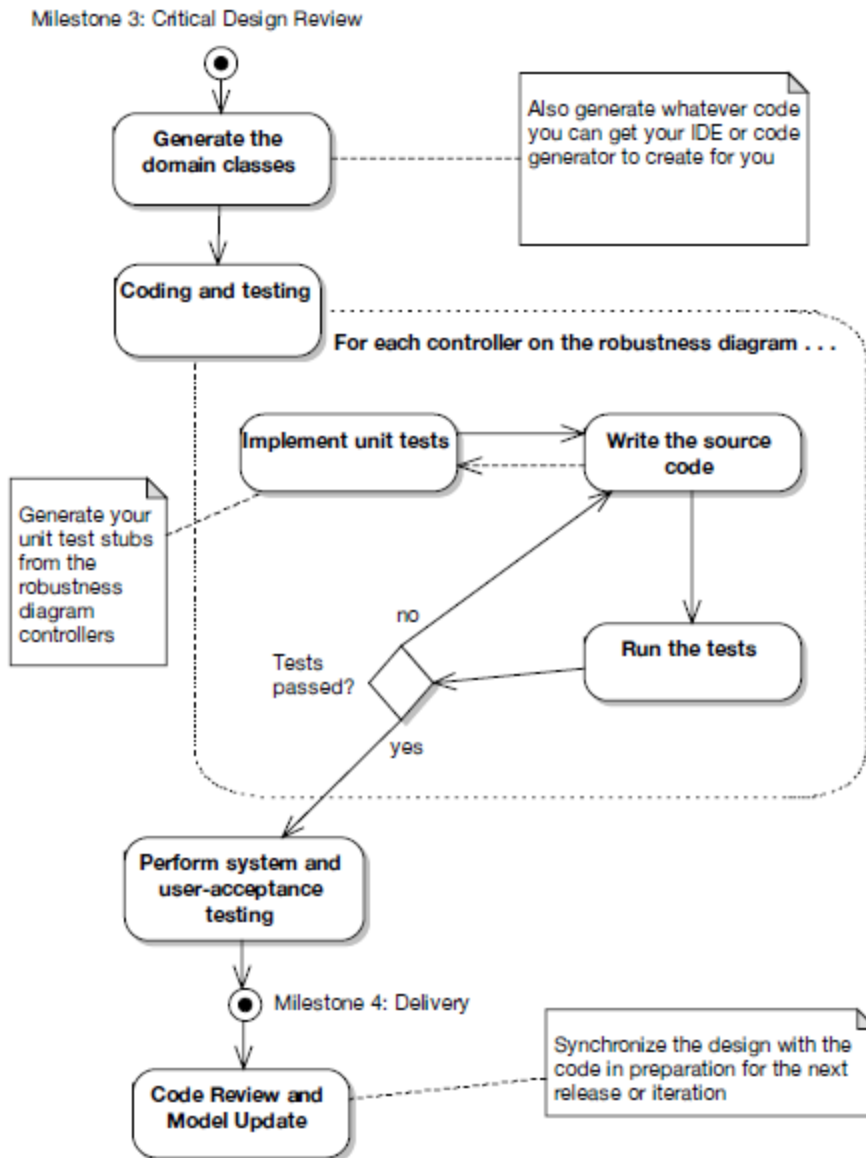 Milestone 3: Critical Design Review
Generate the
domain classes
Also generate whatever code
you can get your IDE or code
generator to create for you
Coding and testing
For each controller on the robustness diagram . . .
Implement unit tests
Write the source
code
Generate your
unit test stubs
from the
robustness
diagram
controllers
no
Tests
passed?
Run the tests
yes
Perform system and
user-acceptance
testing
Milestone 4: Delivery
Synchronize the design with the
code in preparation for the next
release or iteration
Code Review and
Model Update